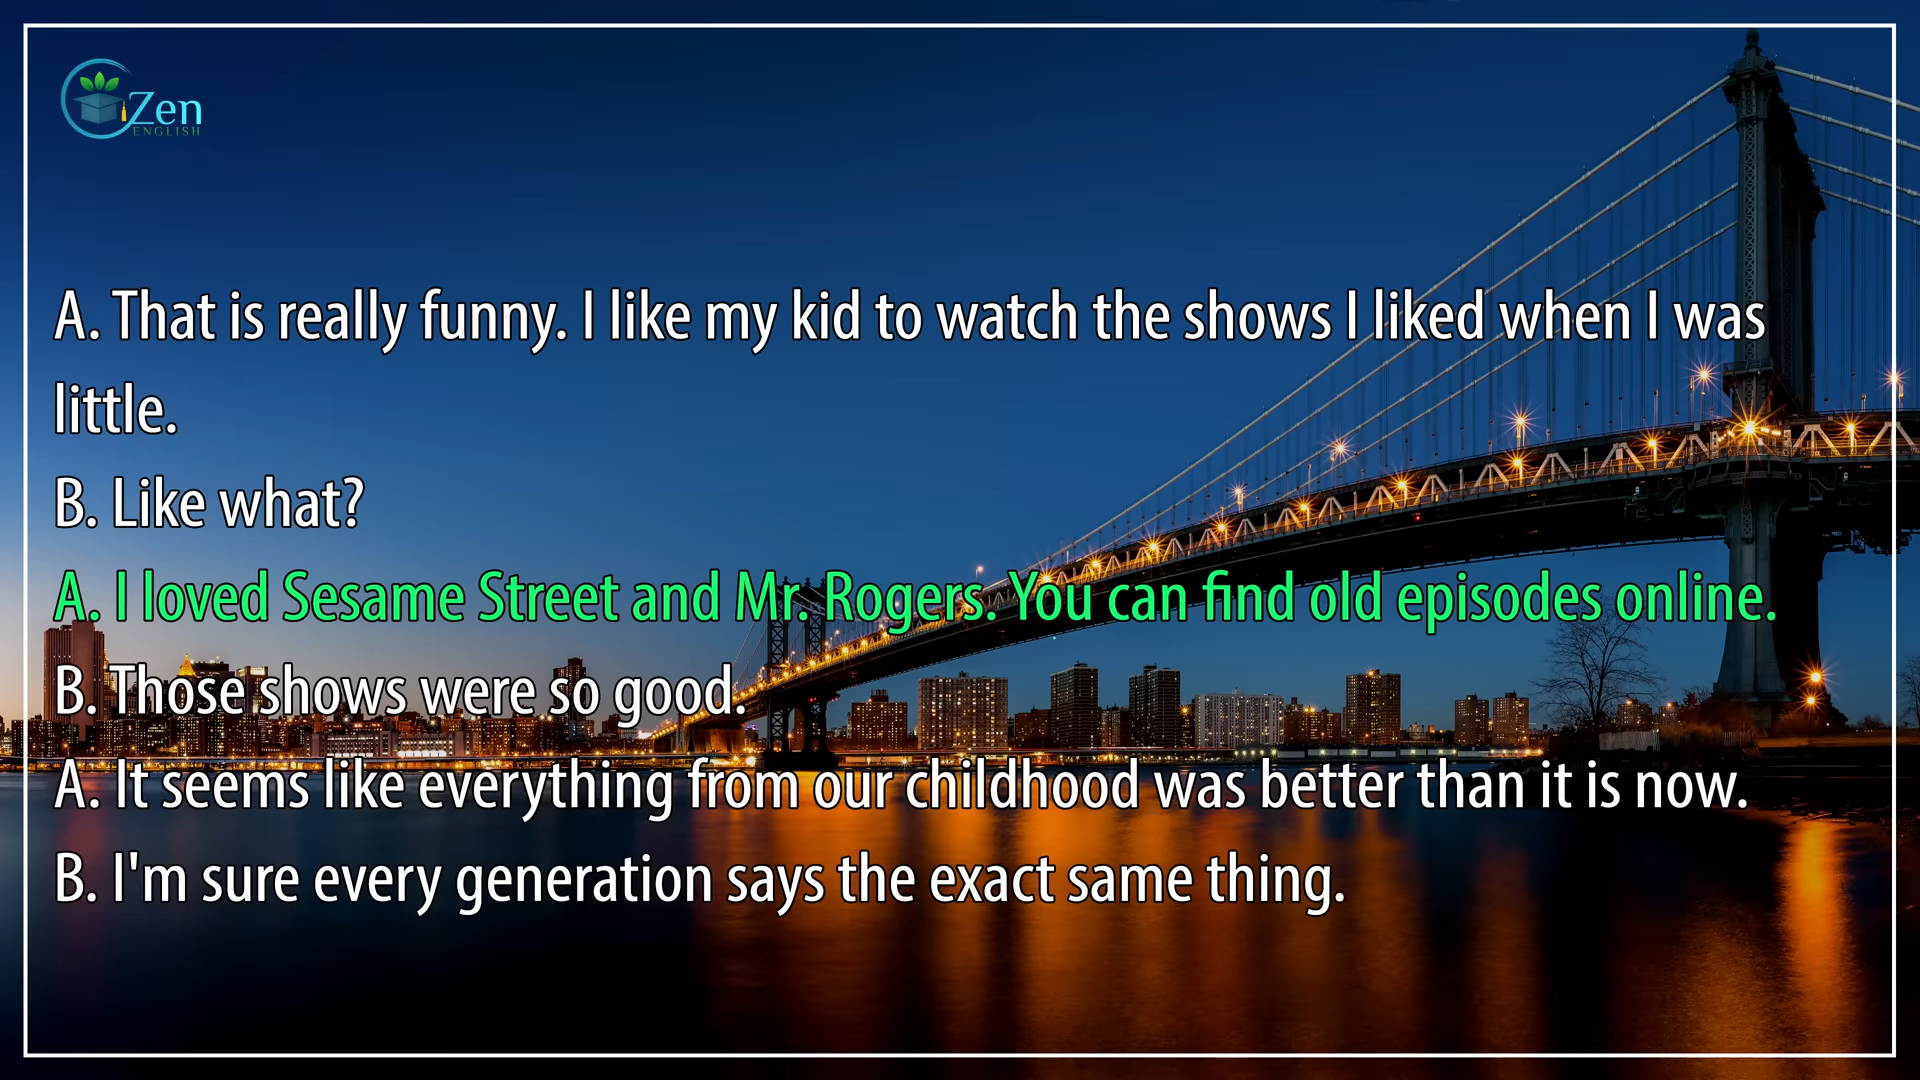 Zen
ENGLISH
A. That is really funny. I like my kid to watch the shows I liked when I was
little.
B. Like what?
A. I loved Sesame Street and Mr. Rogers. You can find old episodes online.
B. Those shows were so good.
A. It seems like everything from our childhood was better than it is now.
B. I'm sure every generation says the exact same thing.